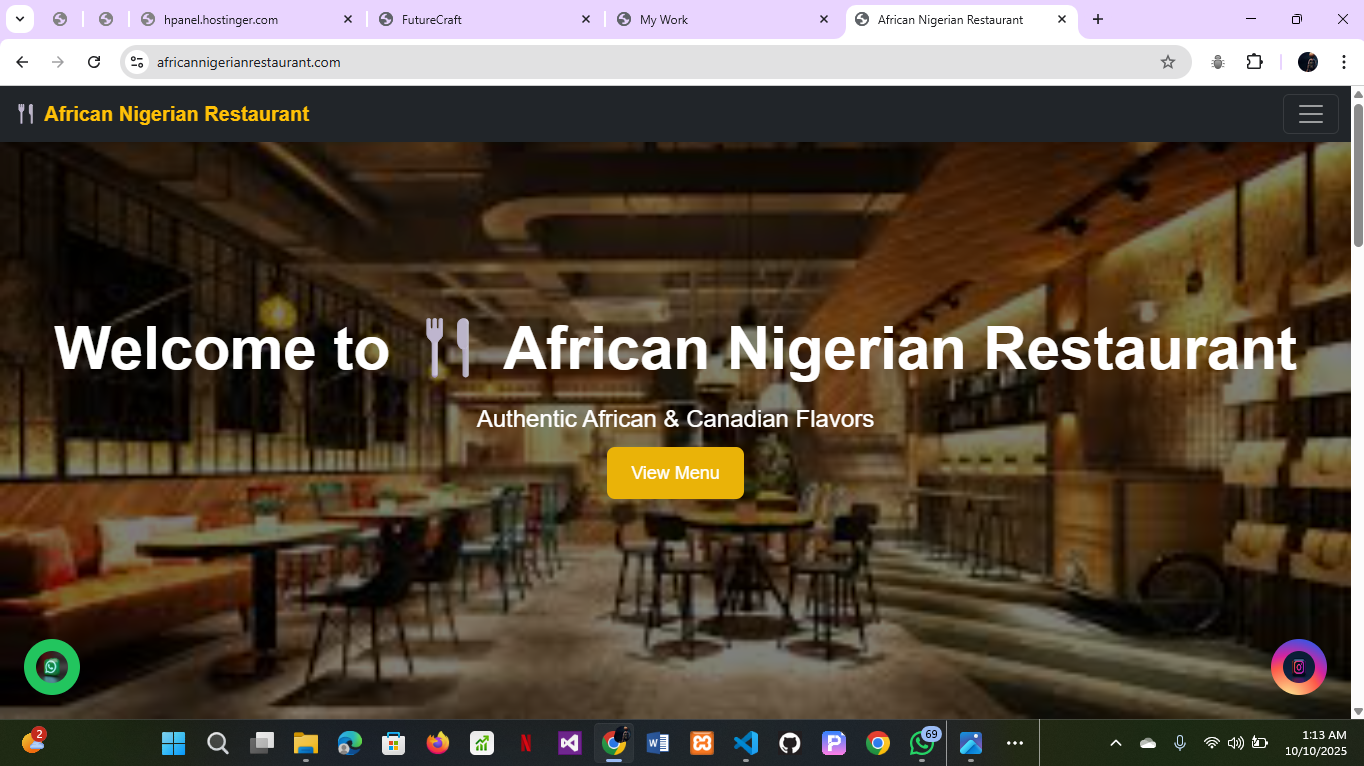 hpanel.hostinger.com
FutureCraft
My Work
African Nigerian Restaurant
africannigerianrestaurant.com
African Nigerian Restaurant
Welcome to African Nigerian Restaurant
Authentic African & Canadian Flavors
View Menu
2
69
1:13 AM
10/10/2025